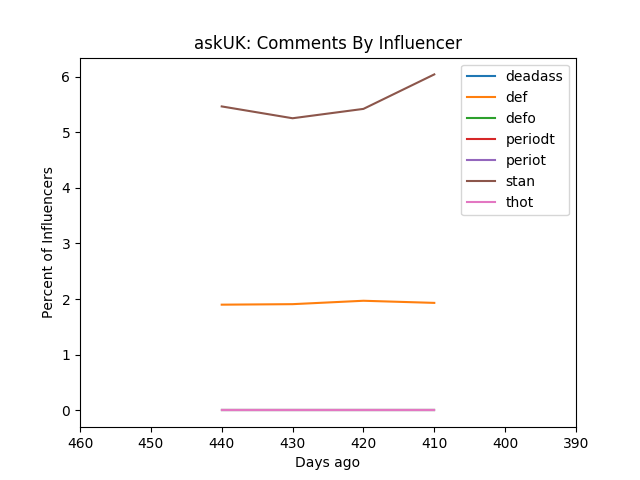 askUK: Comments By Influencer
deadass
def
defo
periodt
periot
stan
thot
Percent of Influencers
6
5
4
3
2
1
0
460 450 440 430 420 410 400 390
Days ago